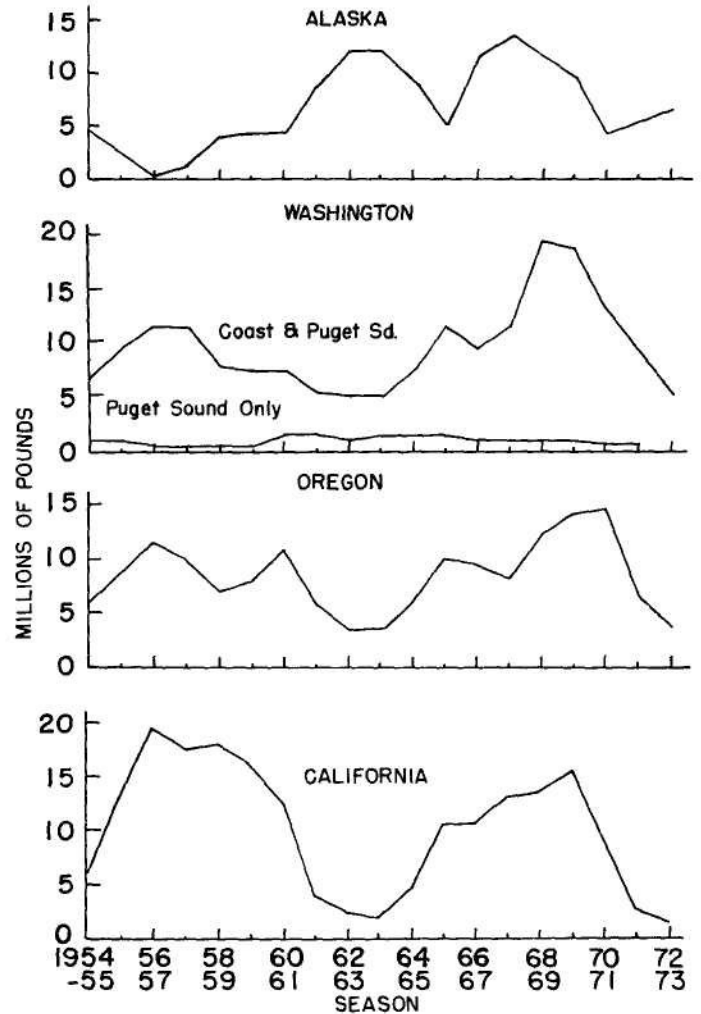 ALASKA
15
10
5
0
WASHINGTON
20
15
10
5
0
Coast & Puget Sd.
Puget Sound Only
OREGON
15
10
5
0
CALIFORNIA
20
15
10
5
0
MILLIONS OF POUNDS
1954 56 58 60 62 64 66 68 70 72
-55 57 59 61 63 65 67 69 71 73
SEASON